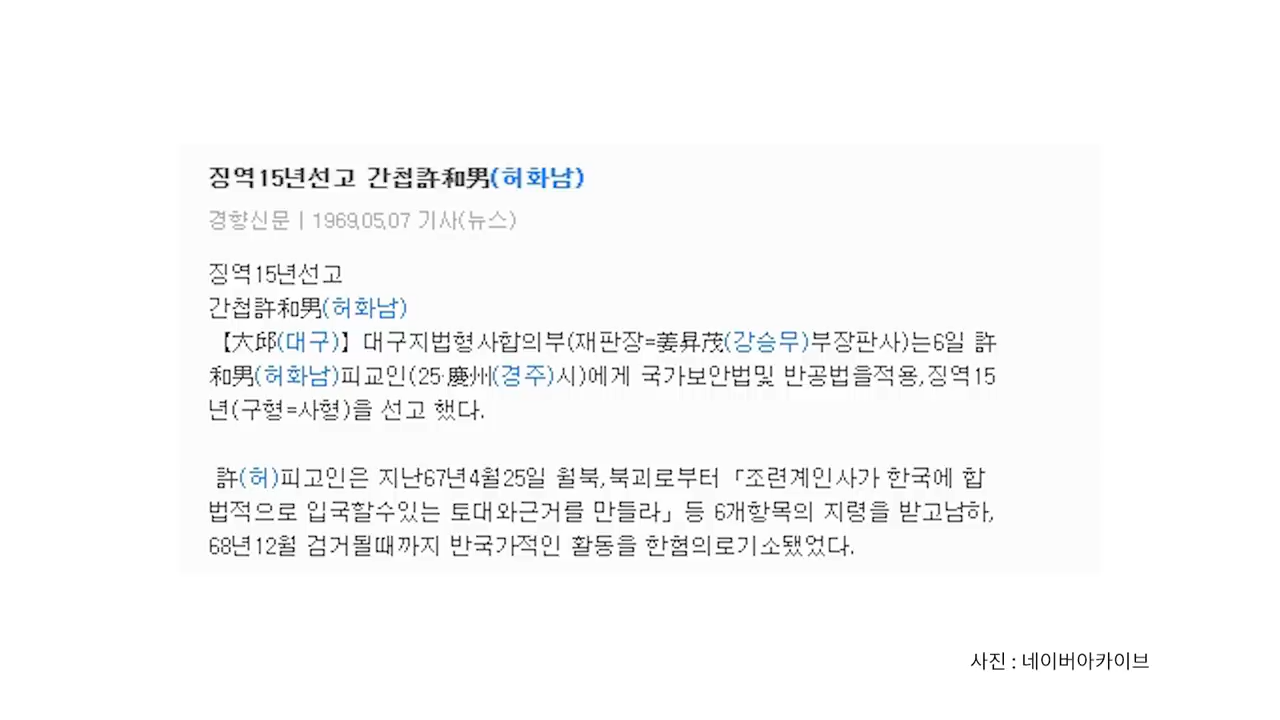 징역15년선고 간첩許和男(허화남)
경향신문 | 1969.05.07 기사(뉴스)
징역15년선고
간첩許和男(허화남)
【大邱(대구)】대구지법형사합의부(재판장=姜昇茂(강승무)부장판사)는6일 許
和男(허화남)피교인(25·慶州(경주)시)에게 국가보안법및 반공법을적용,징역15
년(구형=사형)을 선고 했다.
許(허)피고인은 지난67년4월25일 월북,북괴로부터 「조련계인사가 한국에 합
법적으로 입국할수있는 토대와근거를 만들라」등 6개항목의 지령을 받고남하,
68년12월 검거될때까지 반국가적인 활동을 한혐의로기소됐었다.
사진 : 네이버아카이브